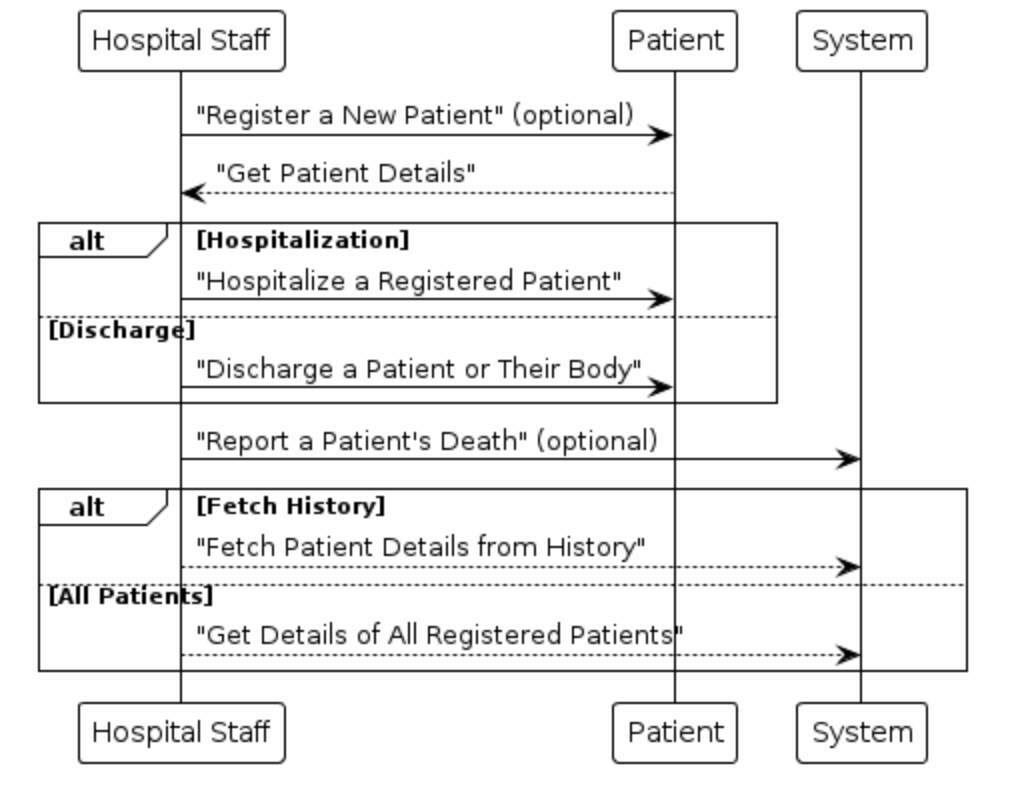 Hospital Staff
Patient
System
"Register a New Patient" (optional)
"Get Patient Details"
alt
[Hospitalization]
"Hospitalize a Registered Patient"
[Discharge]
"Discharge a Patient or Their Body"
"Report a Patient's Death" (optional)
alt
[Fetch History]
"Fetch Patient Details from History"
[All Patients]
"Get Details of All Registered Patients"
Hospital Staff
Patient
System